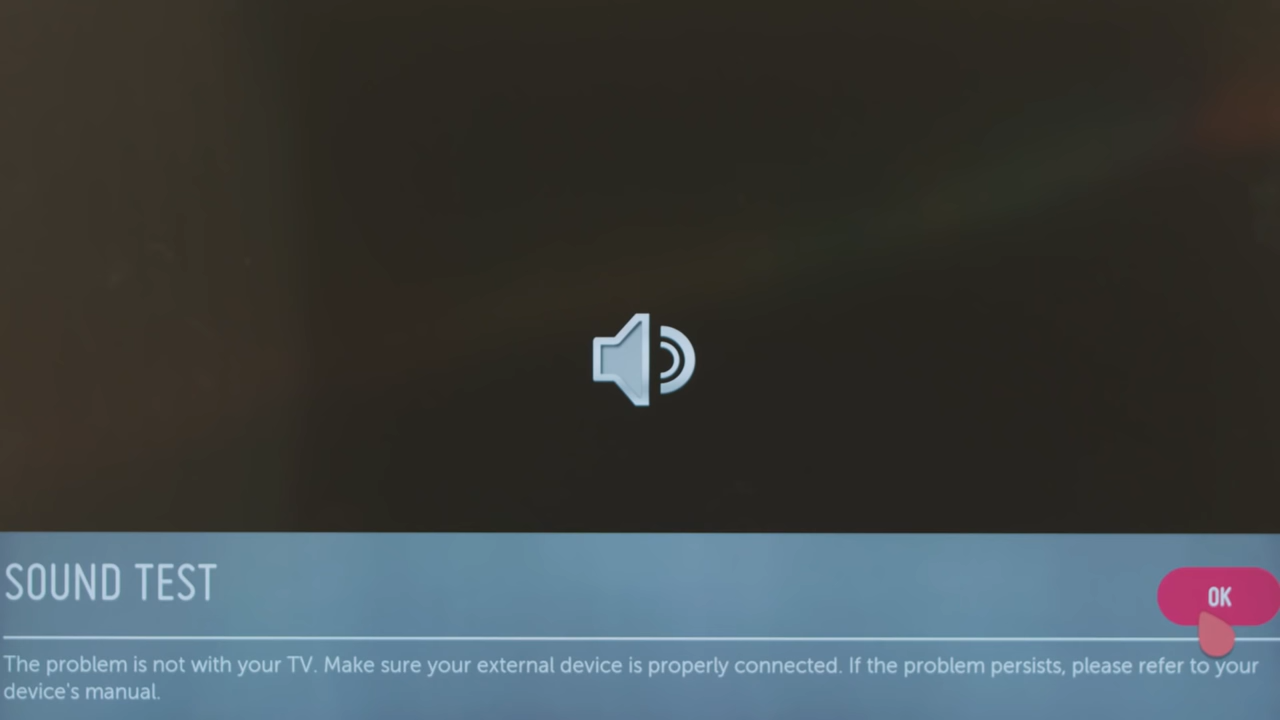 SOUND TEST
OK
The problem is not with your TV. Make sure your external device is properly connected. If the problem persists, please refer to your
device's manual.